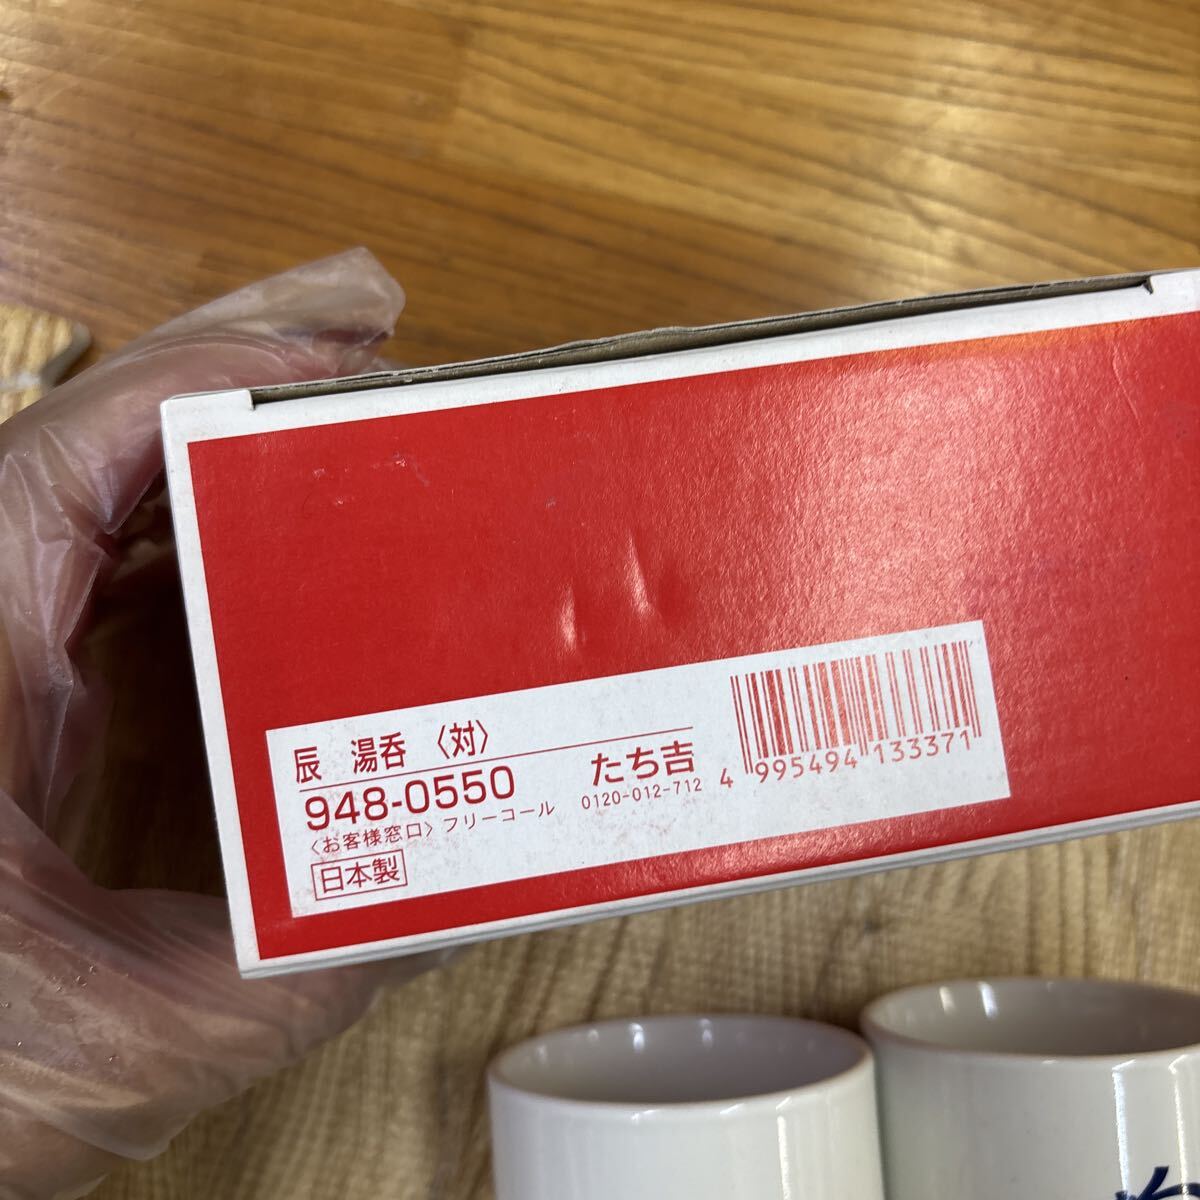 辰 湯呑 〈対〉
948-0550 たち吉
〈お客様窓口〉フリーコール 0120-012-712
日本製
4 995494 133371